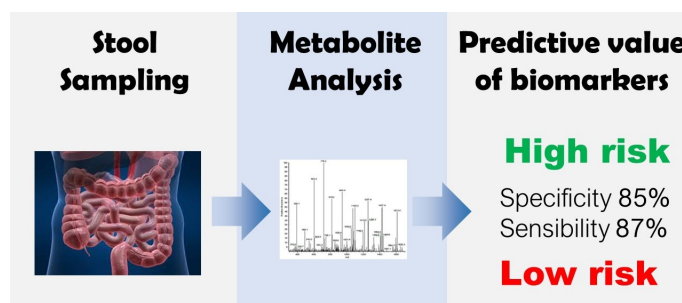 Stool
Sampling
Metabolite
Analysis
Predictive value
of biomarkers
High risk
Specificity 85%
Sensibility 87%
Low risk